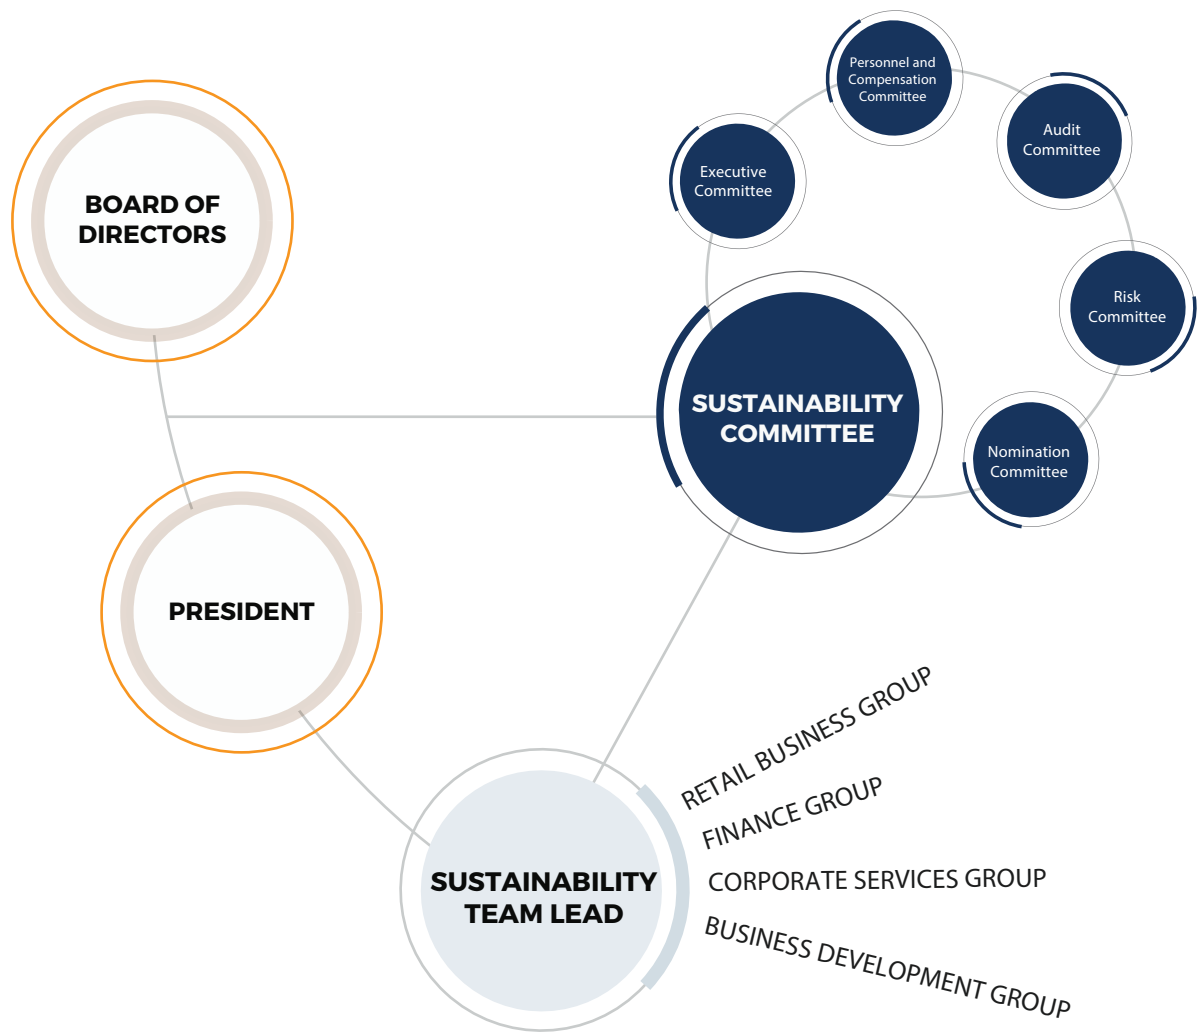 Personnel and
Compensation
Committee
Audit
Committee
Executive
Committee
BOARD OF
DIRECTORS
Risk
Committee
SUSTAINABILITY
COMMITTEE
Nomination
Committee
PRESIDENT
RETAIL BUSINESS GROUP
FINANCE GROUP
CORPORATE SERVICES GROUP
BUSINESS DEVELOPMENT GROUP
SUSTAINABILITY
TEAM LEAD